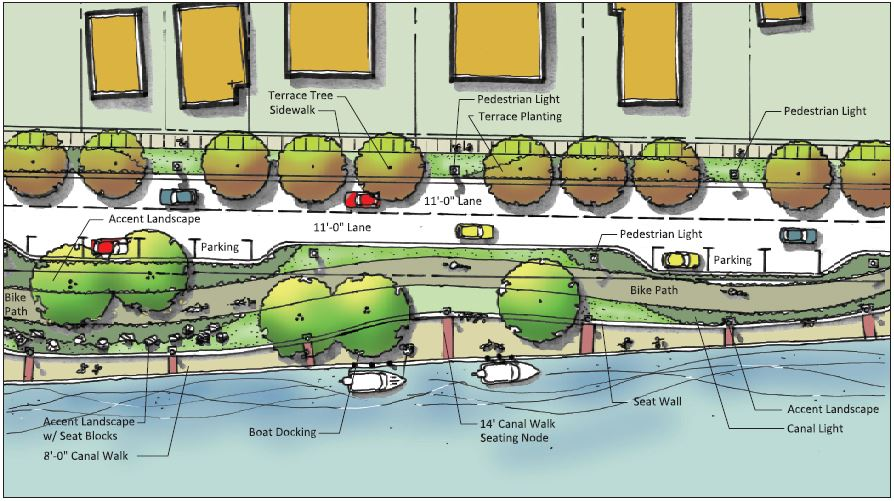 Terrace Tree
Sidewalk
Pedestrian Light
Terrace Planting
Pedestrian Light
11'-0" Lane
11'-0" Lane
Accent Landscape
Parking
Pedestrian Light
Parking
Bike
Path
Bike Path
Accent Landscape
w/ Seat Blocks
8'-0" Canal Walk
Boat Docking
14' Canal Walk
Seating Node
Seat Wall
Accent Landscape
Canal Light